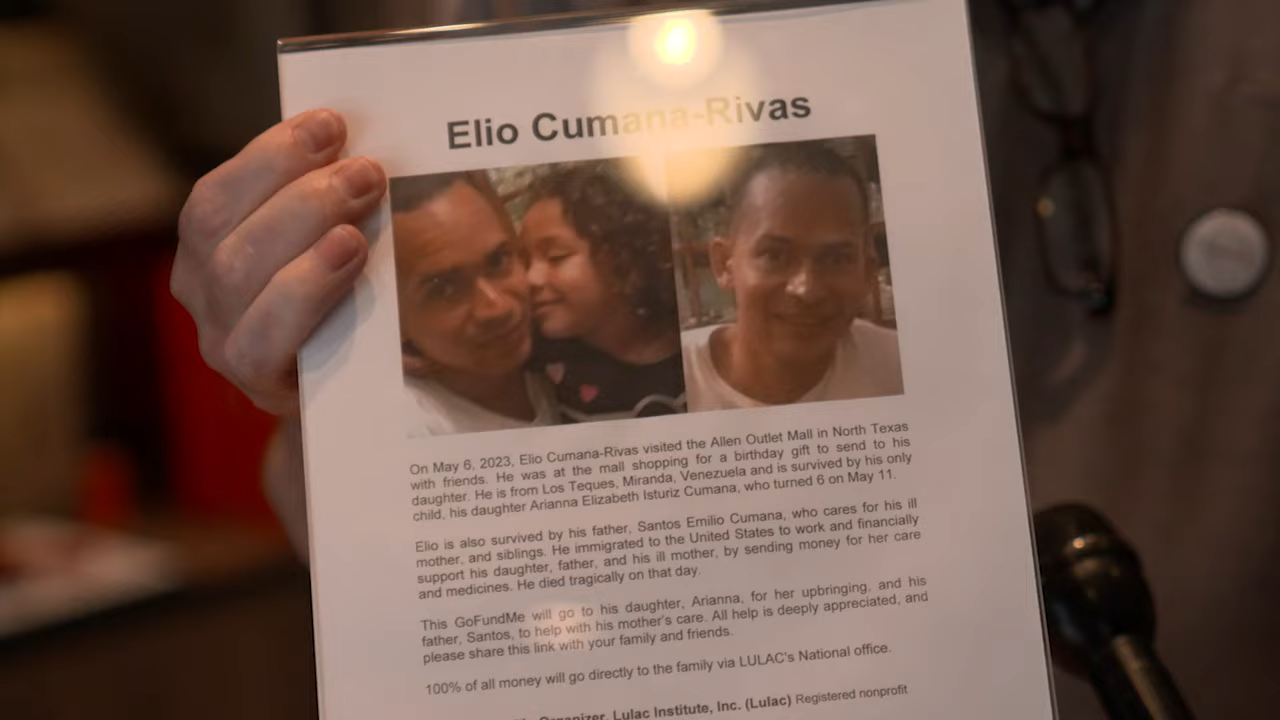 Elio Cumana-Rivas
On May 6, 2023, Elio Cumana-Rivas visited the Allen Outlet Mall in North Texas
with friends. He was at the mall shopping for a birthday gift to send to his
daughter. He is from Los Teques, Miranda, Venezuela and is survived by his only
child, his daughter Arianna Elizabeth Isturiz Cumana, who turned 6 on May 11.
Elio is also survived by his father, Santos Emilio Cumana, who cares for his ill
mother, and siblings. He immigrated to the United States to work and financially
support his daughter, father, and his ill mother, by sending money for her care
and medicines. He died tragically on that day.
This GoFundMe will go to his daughter, Arianna, for her upbringing, and his
father, Santos, to help with his mother's care. All help is deeply appreciated, and
please share this link with your family and friends.
100% of all money will go directly to the family via LULAC's National office.
Organizer, Lulac Institute, Inc. (Lulac) Registered nonprofit